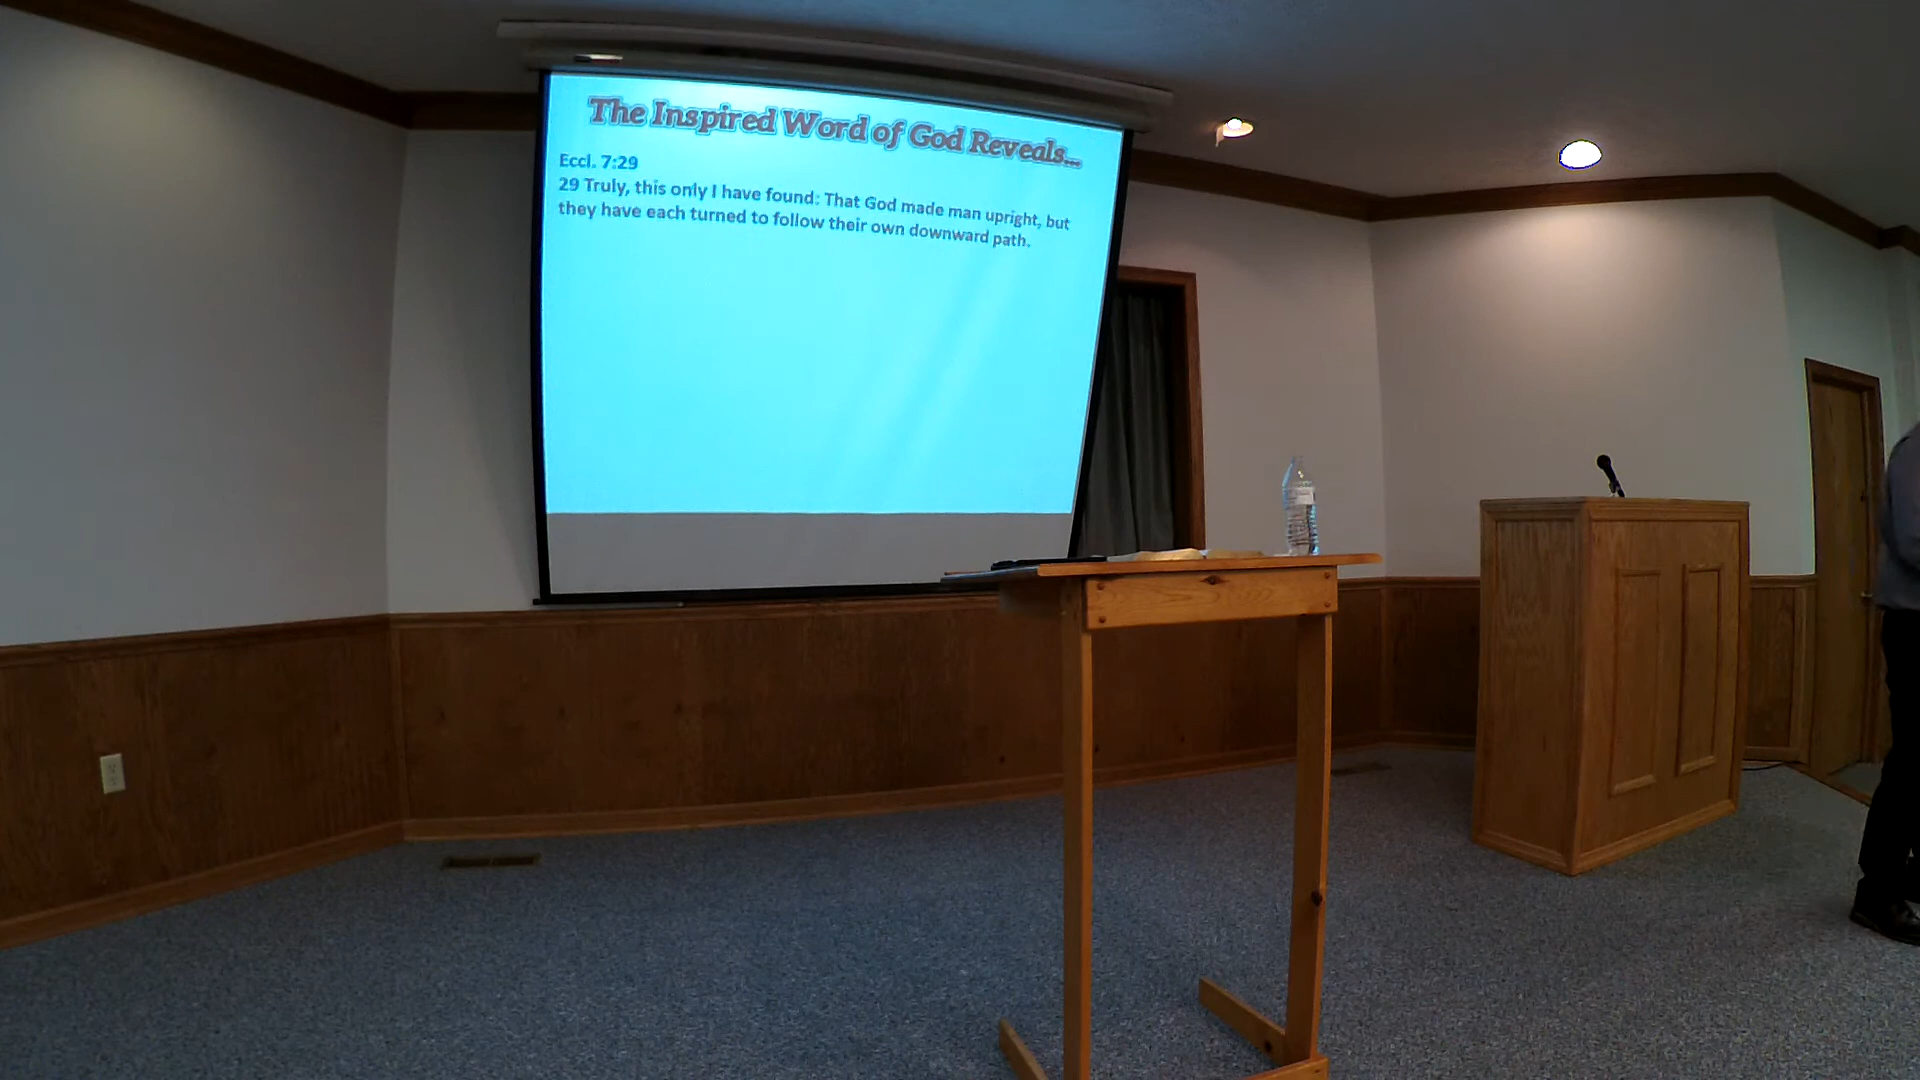 The Inspired Word of God Reveals...
Eccl. 7:29
29 Truly, this only I have found: That God made man upright, but
they have each turned to follow their own downward path.